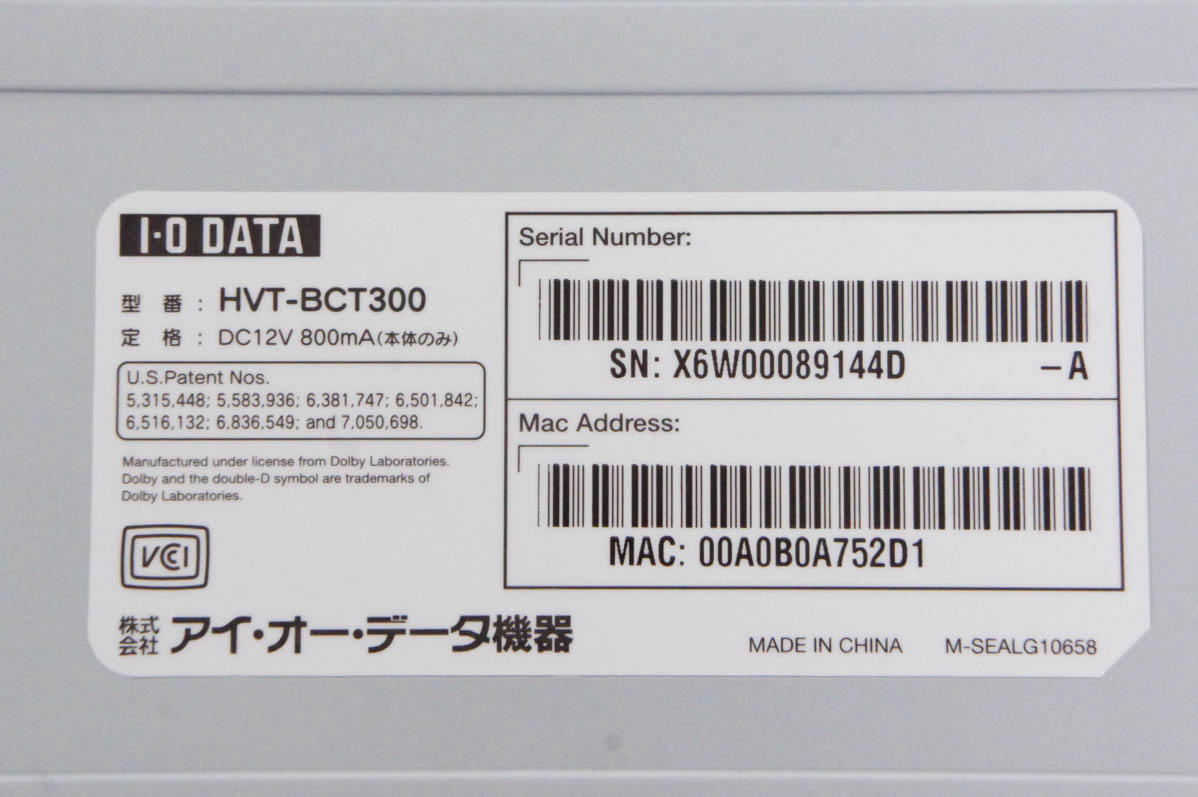 I-O DATA
型 番 : HVT-BCT300
定 格 : DC12V 800mA(本体のみ)
U.S.Patent Nos.
5,315,448; 5,583,936; 6,381,747; 6,501,842;
6,516,132; 6,836,549; and 7,050,698.
Manufactured under license from Dolby Laboratories.
Dolby and the double-D symbol are trademarks of
Dolby Laboratories.
VCCI
株式会社 アイ・オー・データ機器
Serial Number:
SN: X6W00089144D -A
Mac Address:
MAC: 00A0B0A752D1
MADE IN CHINA M-SEALG10658